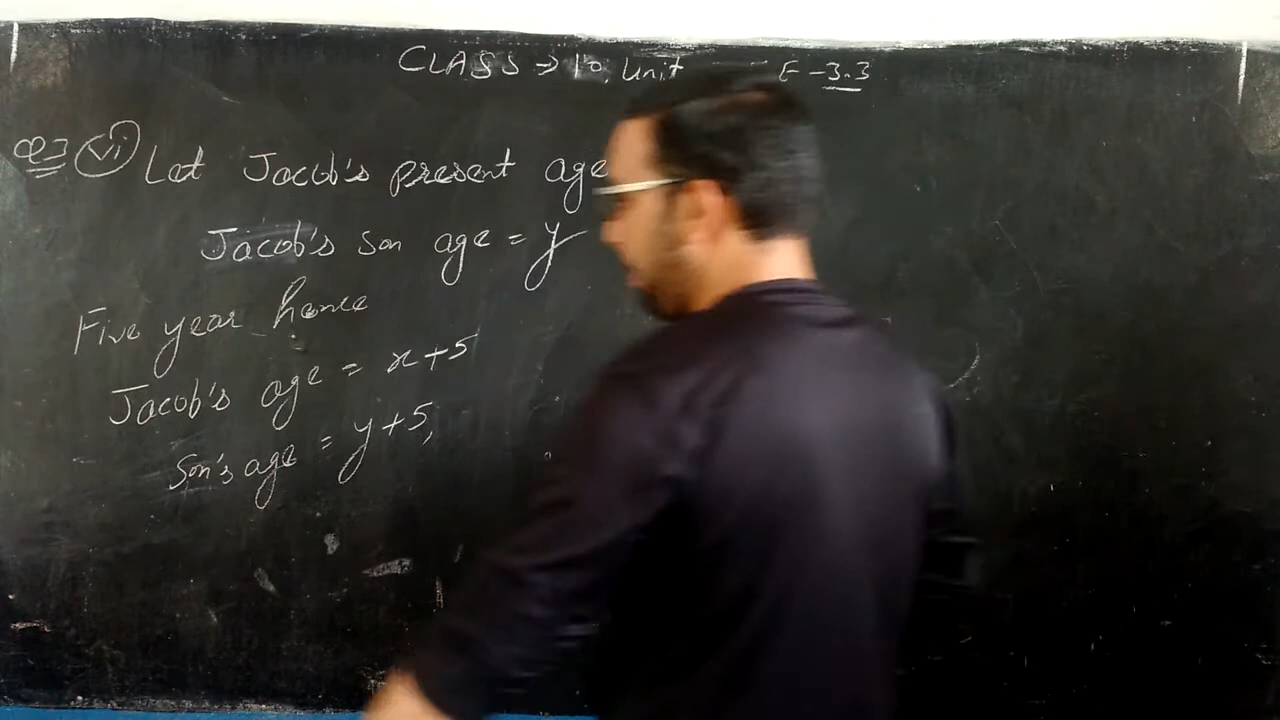 CLASS → 10, Unit E - 3.3
Q3 (vi) Let Jacob's present age
Jacob's son age = y
Five year hence
Jacob's age = x+5
Son's age = y+5,